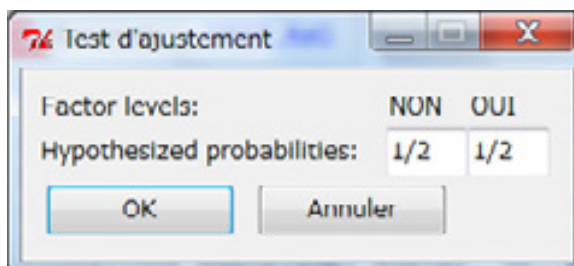 Test d'ajustement
Factor levels: NON OUI
Hypothesized probabilities: 1/2 1/2
OK Annuler